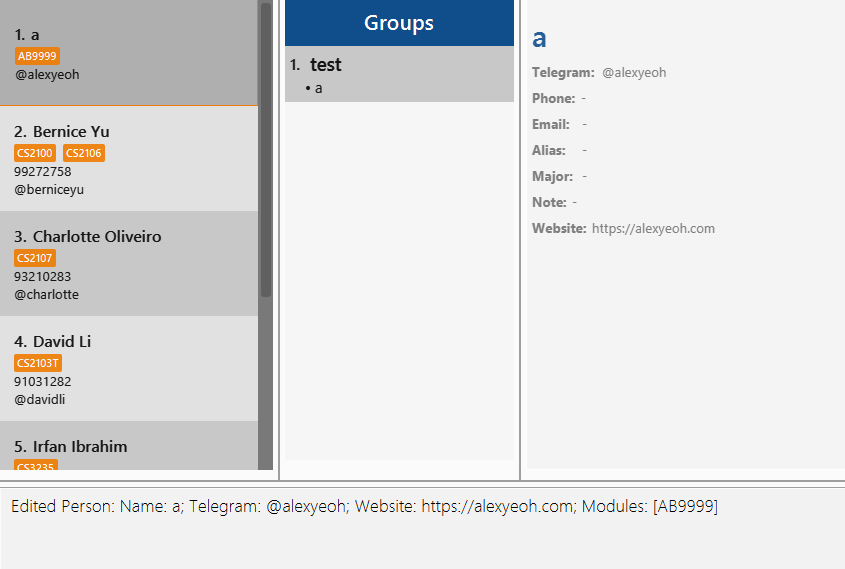 1. a
AB9999
@alexyeoh
2. Bernice Yu
CS2100 CS2106
99272758
@berniceyu
3. Charlotte Oliveiro
CS2107
93210283
@charlotte
4. David Li
CS2103T
91031282
@davidli
5. Irfan Ibrahim
CS3235
Groups
1. test
• a
a
Telegram: @alexyeoh
Phone: -
Email: -
Alias: -
Major: -
Note: -
Website: https://alexyeoh.com
Edited Person: Name: a; Telegram: @alexyeoh; Website: https://alexyeoh.com; Modules: [AB9999]